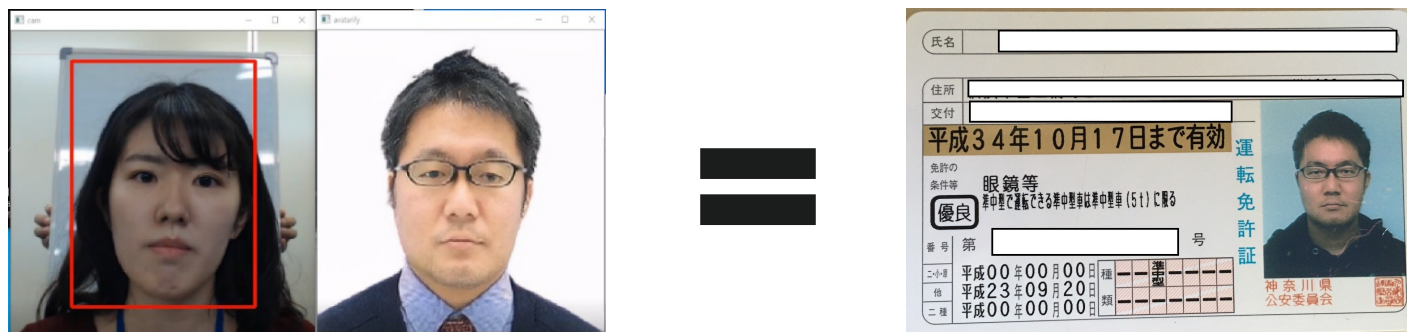 cam
avatarify
氏名
住所
交付
平成34年10月17日まで有効
免許の
条件等
眼鏡等
準中型で運転できる準中型車は準中型車(5t)に限る
優良
番号 第 号
二・小・原 平成00年00月00日
他 平成23年09月20日
二種 平成00年00月00日
種類
準中型
運転免許証
神奈川県
公安委員会